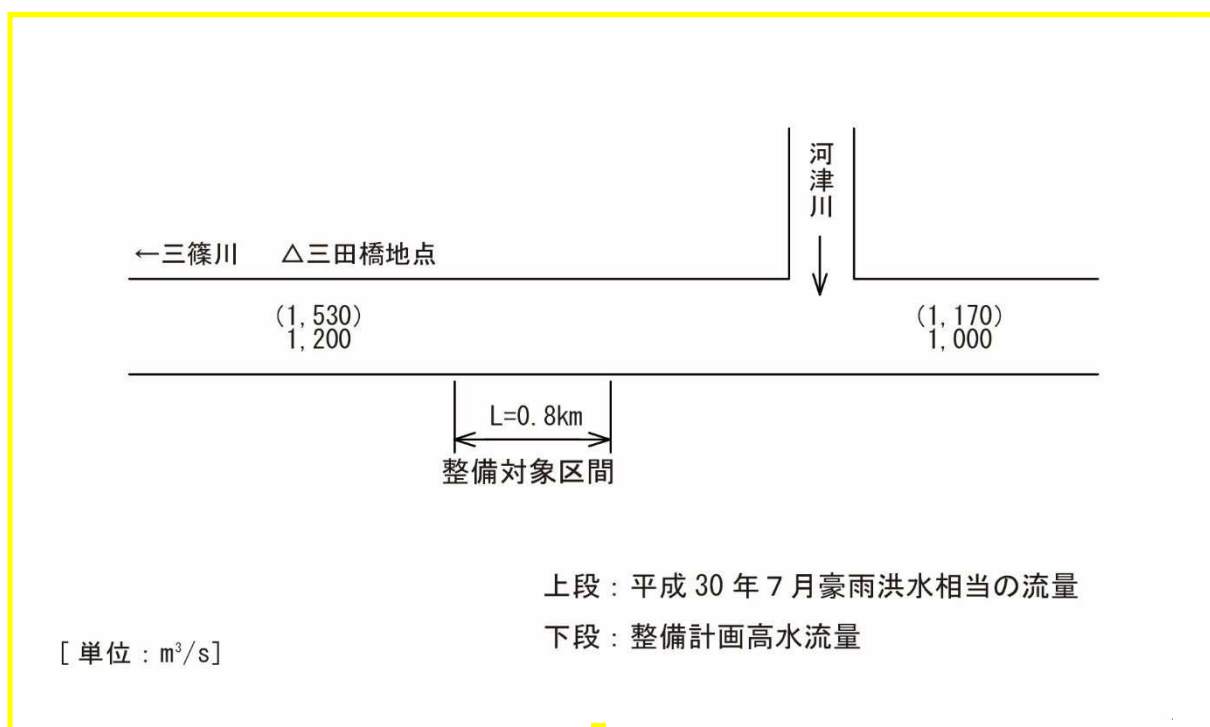 河津川
←三篠川 △三田橋地点
(1,530)
1,200
(1,170)
1,000
L=0.8km
整備対象区間
上段：平成30年７月豪雨洪水相当の流量
下段：整備計画高水流量
[単位：m³/s]